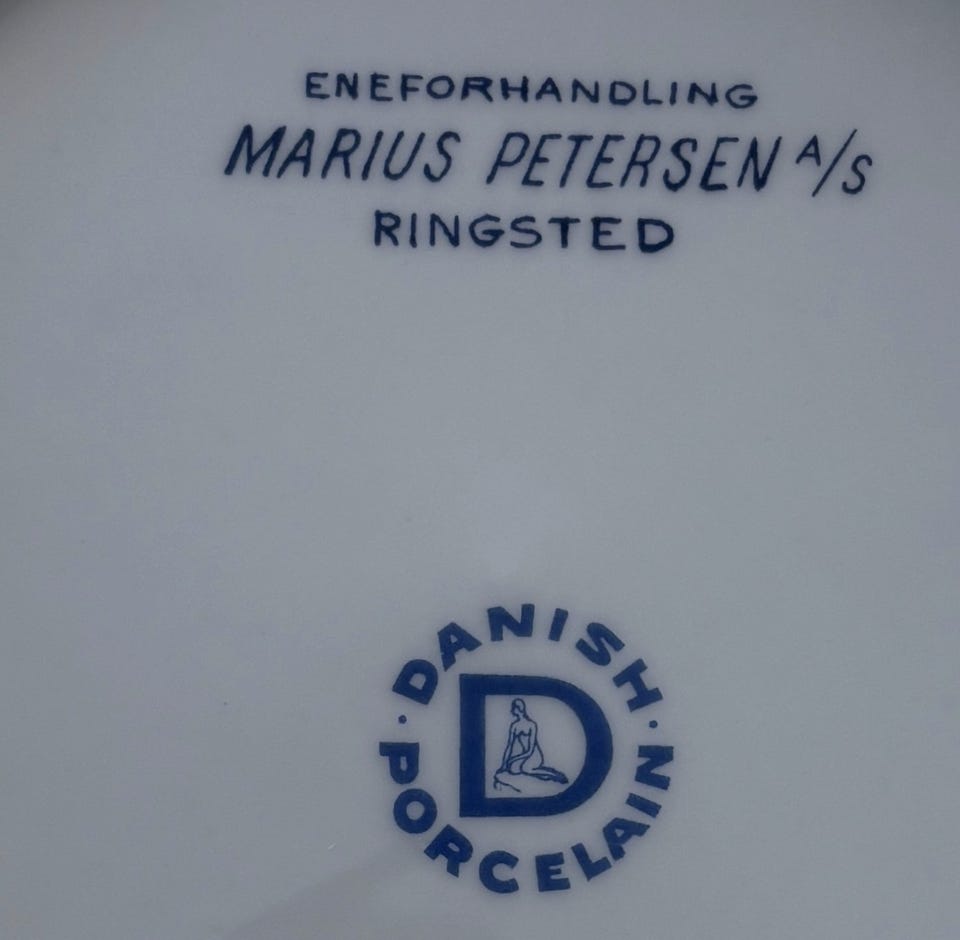 ENEFORHANDLING
MARIUS PETERSEN A/S
RINGSTED
· DANISH ·
D
PORCELAIN